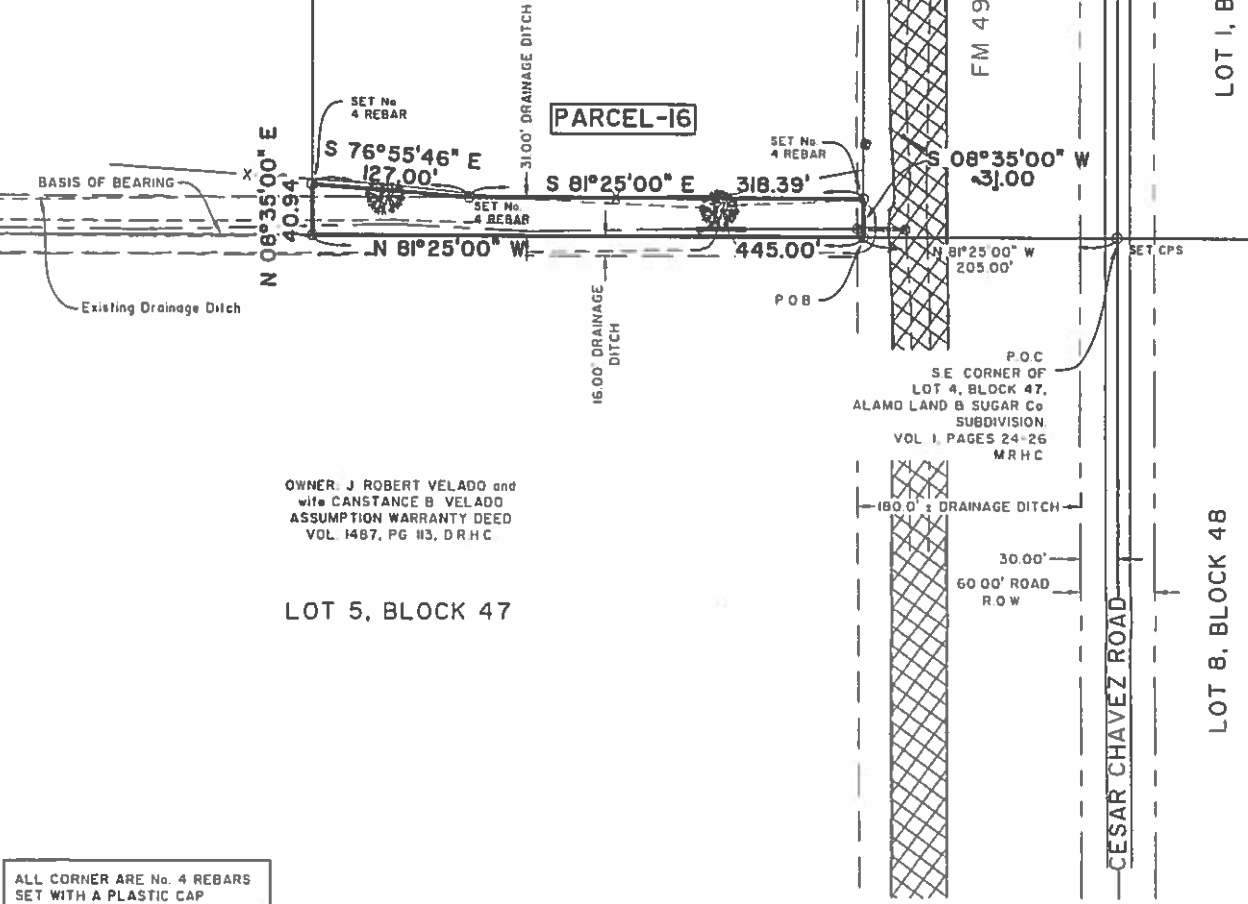 FM 49
LOT 1, B
31.00' DRAINAGE DITCH
PARCEL-16
SET No
4 REBAR
SET No.
4 REBAR
S 76°55'46" E
127.00'
S 81°25'00" E
318.39'
S 08°35'00" W
31.00
BASIS OF BEARING
X
N 08°35'00" E
40.94
SET No.
4 REBAR
N 81°25'00" W
445.00'
N 81°25'00" W
205.00'
SET CPS
Existing Drainage Ditch
P O B
16.00' DRAINAGE
DITCH
P.O.C
S.E CORNER OF
LOT 4, BLOCK 47,
ALAMO LAND & SUGAR Co
SUBDIVISION.
VOL 1, PAGES 24-26
M R H C
OWNER: J ROBERT VELADO and
wife CANSTANCE B VELADO
ASSUMPTION WARRANTY DEED
VOL. 1487, PG 113, D R H C
180.0' ± DRAINAGE DITCH
30.00'
60 00' ROAD
R O W
LOT 5, BLOCK 47
CESAR CHAVEZ ROAD
LOT 8, BLOCK 48
ALL CORNER ARE No. 4 REBARS
SET WITH A PLASTIC CAP